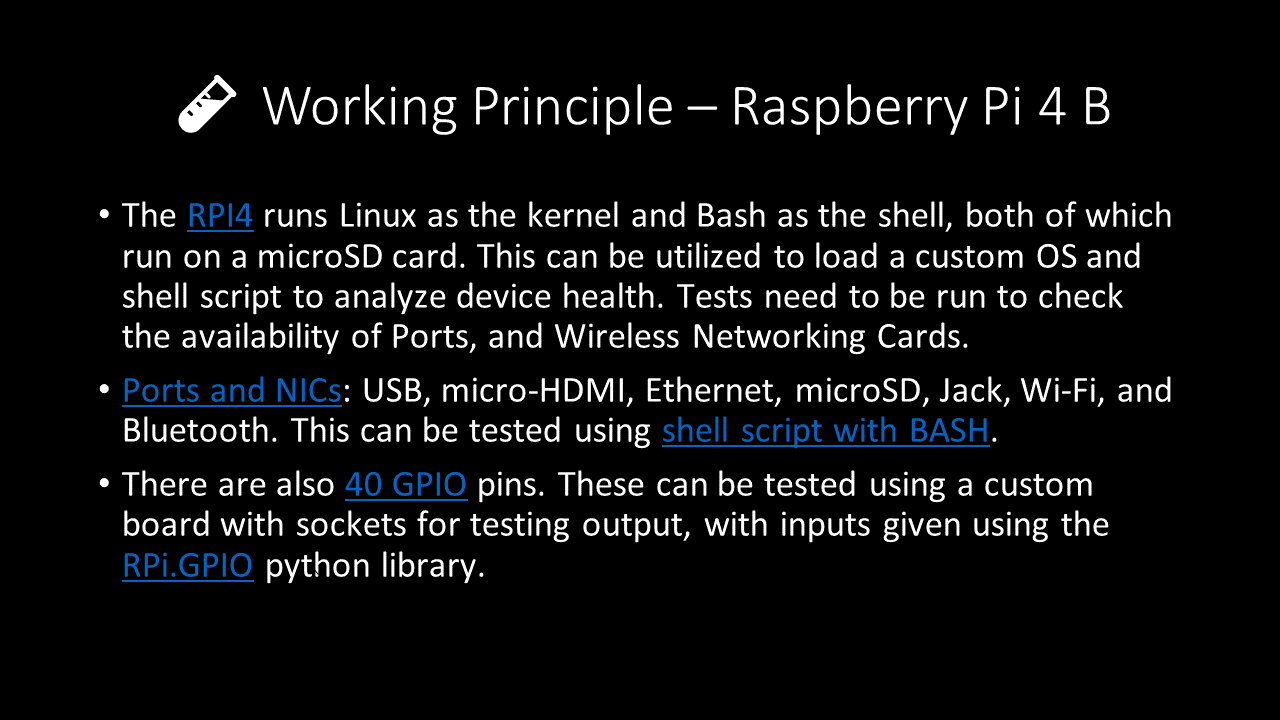 Working Principle – Raspberry Pi 4 B
• The RPI4 runs Linux as the kernel and Bash as the shell, both of which
run on a microSD card. This can be utilized to load a custom OS and
shell script to analyze device health. Tests need to be run to check
the availability of Ports, and Wireless Networking Cards.
• Ports and NICs: USB, micro-HDMI, Ethernet, microSD, Jack, Wi-Fi, and
Bluetooth. This can be tested using shell script with BASH.
• There are also 40 GPIO pins. These can be tested using a custom
board with sockets for testing output, with inputs given using the
RPi.GPIO python library.